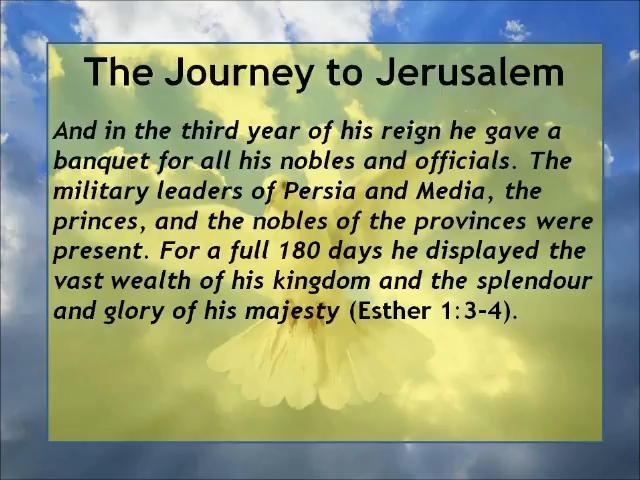 The Journey to Jerusalem
And in the third year of his reign he gave a
banquet for all his nobles and officials. The
military leaders of Persia and Media, the
princes, and the nobles of the provinces were
present. For a full 180 days he displayed the
vast wealth of his kingdom and the splendour
and glory of his majesty (Esther 1:3-4).